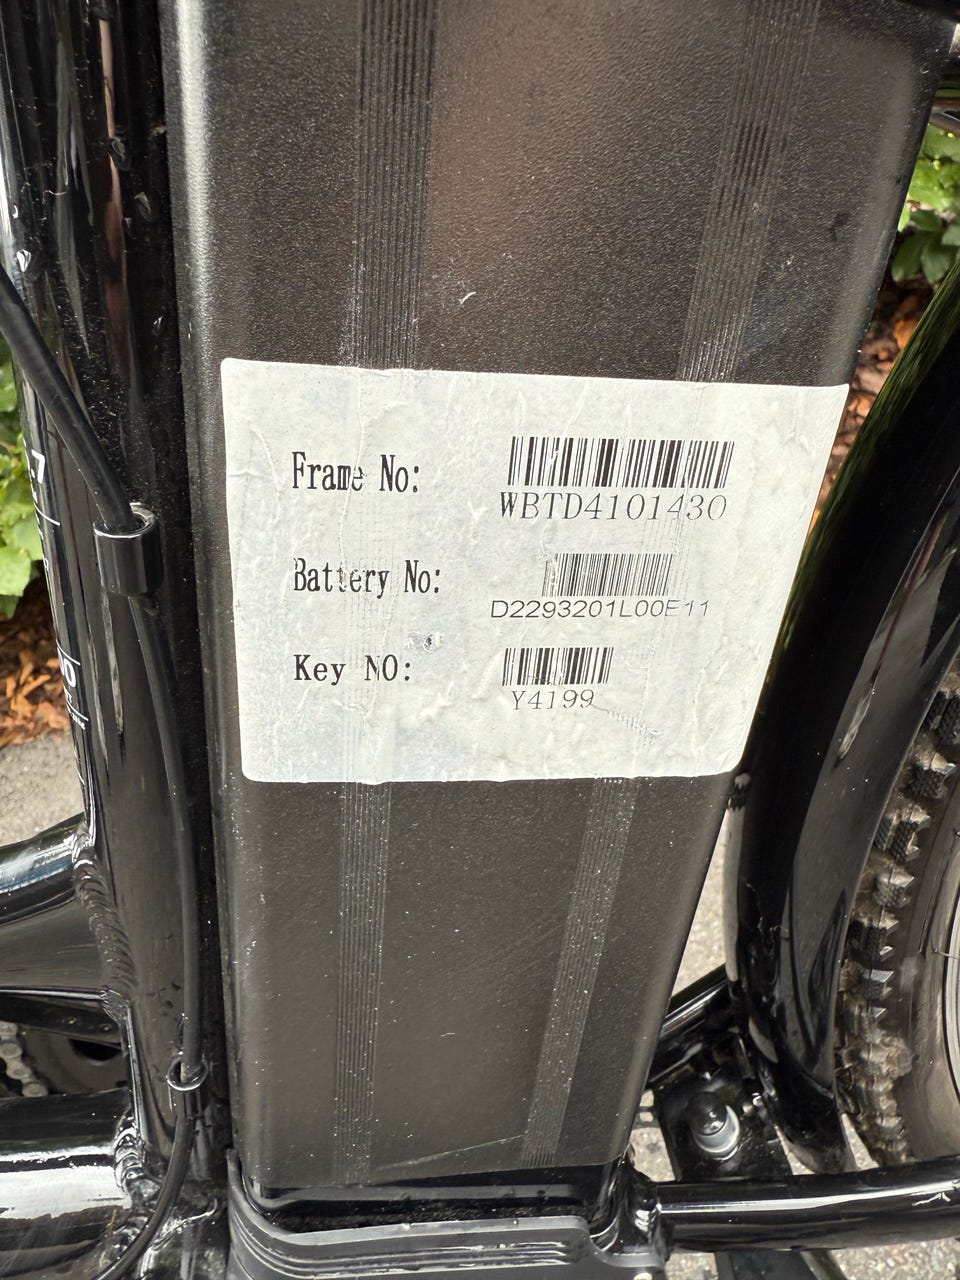 Frame No:
WBTD4101430
Battery No:
D2293201L00E11
Key NO:
Y4199